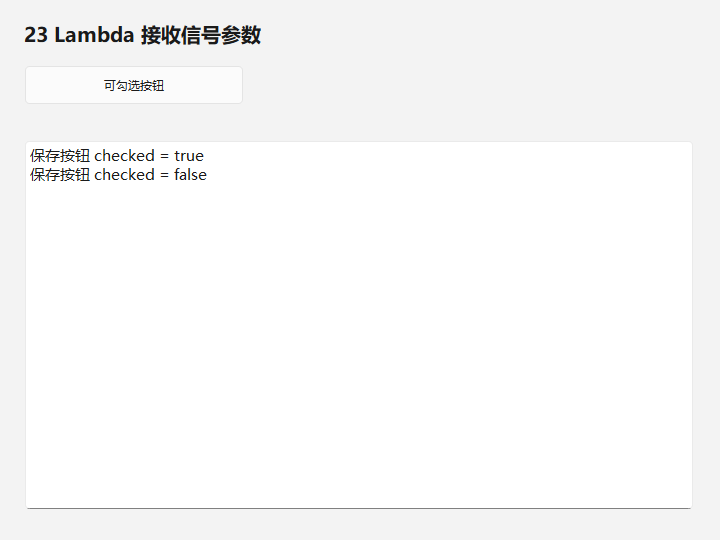 23 Lambda 接收信号参数
可勾选按钮
保存按钮 checked = true
保存按钮 checked = false